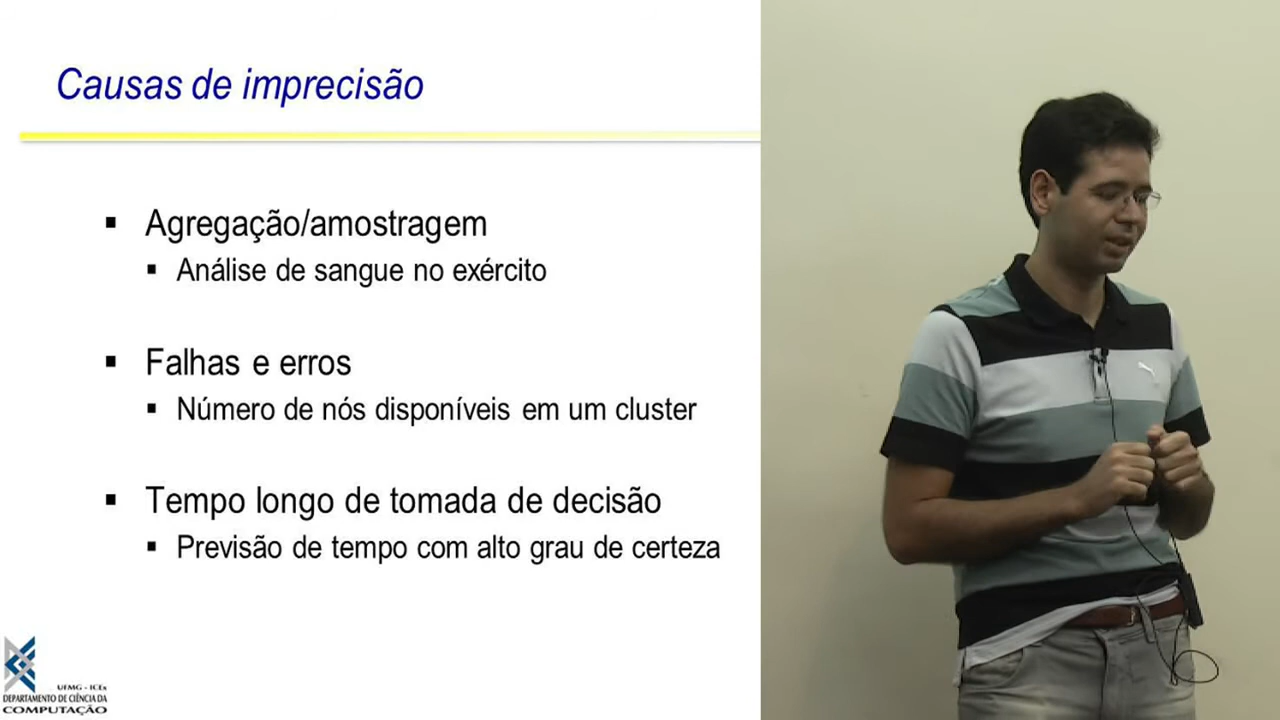 Causas de imprecisão
▪ Agregação/amostragem
▪ Análise de sangue no exército
▪ Falhas e erros
▪ Número de nós disponíveis em um cluster
▪ Tempo longo de tomada de decisão
▪ Previsão de tempo com alto grau de certeza
UFMG - ICEx
DEPARTAMENTO DE CIÊNCIA DA
COMPUTAÇÃO